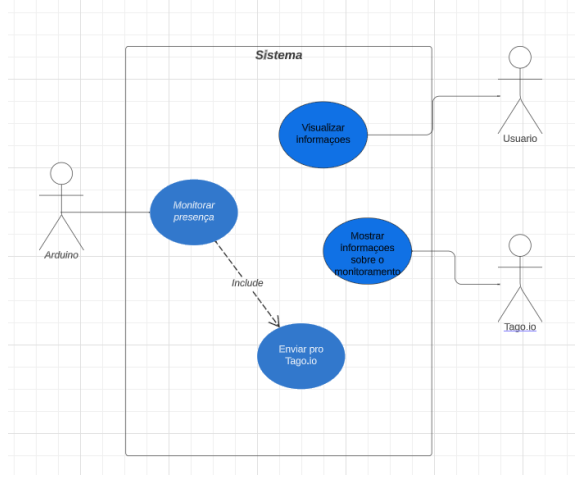 Sistema
Visualizar
informaçoes
Usuario
Monitorar
presença
Arduino
Mostrar
informaçoes
sobre o
monitoramento
Include
Tago.io
Enviar pro
Tago.io